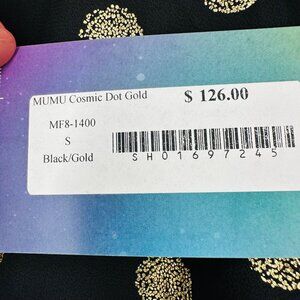 MUMU Cosmic Dot Gold $ 126.00
MF8-1400
S
Black/Gold
SH01697245